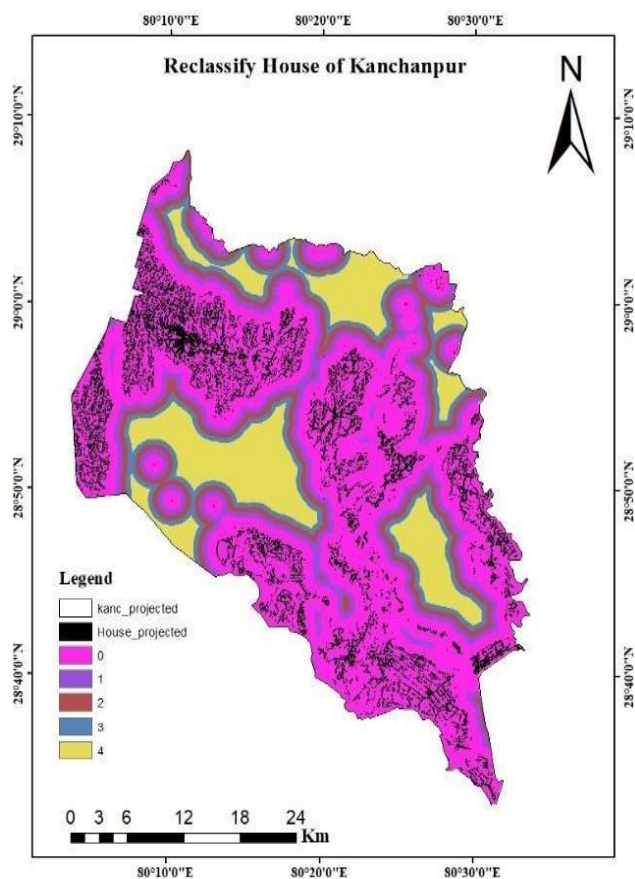 80°10'0"E 80°20'0"E 80°30'0"E
Reclassify House of Kanchanpur
N
29°10'0"N 29°10'0"N
29°0'0"N 29°0'0"N
28°50'0"N 28°50'0"N
Legend
kanc_projected
House_projected
0
1
2
3
4
28°40'0"N 28°40'0"N
0 3 6 12 18 24
Km
80°10'0"E 80°20'0"E 80°30'0"E